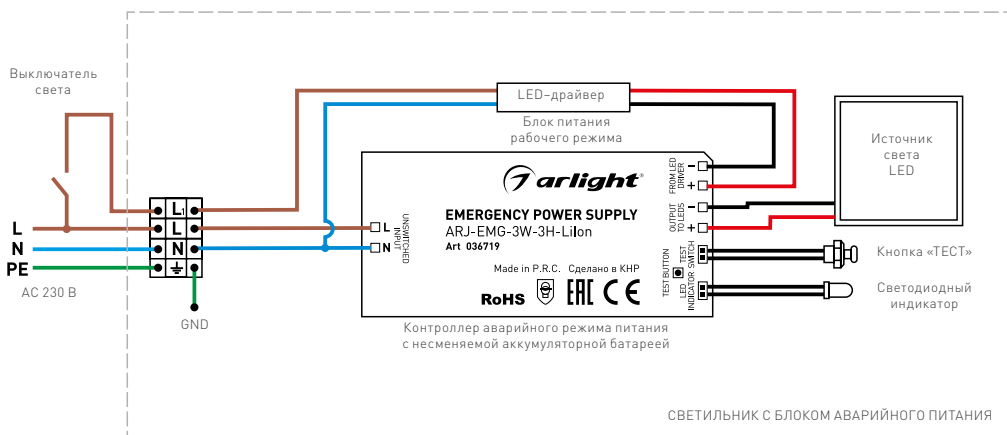 Выключатель
света
L
N
PE
AC 230 В
L1
L
N
GND
LED-драйвер
Блок питания
рабочего режима
arlight®
EMERGENCY POWER SUPPLY
ARJ-EMG-3W-3H-LiIon
Art 036719
Made in P.R.C. Сделано в КНР
RoHS
EAC CE
L
N
UNSWITCHED
INPUT
FROM LED
DRIVER
−
+
OUTPUT
TO LEDS
−
+
TEST
SWITCH
TEST BUTTON
LED
INDICATOR
Контроллер аварийного режима питания
с несменяемой аккумуляторной батареей
Источник
света
LED
Кнопка «ТЕСТ»
Светодиодный
индикатор
СВЕТИЛЬНИК С БЛОКОМ АВАРИЙНОГО ПИТАНИЯ